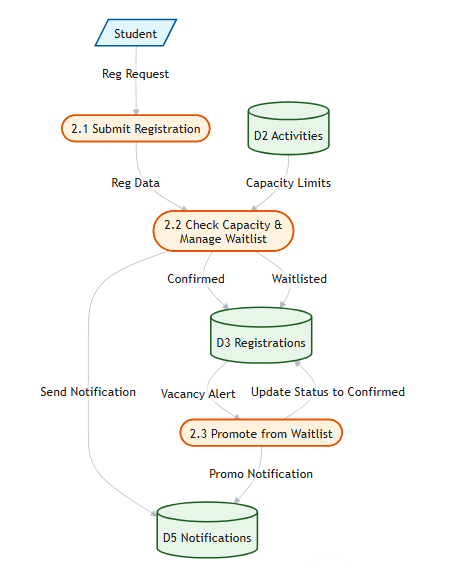 Student
Reg Request
2.1 Submit Registration
D2 Activities
Reg Data
Capacity Limits
2.2 Check Capacity &
Manage Waitlist
Confirmed
Waitlisted
D3 Registrations
Send Notification
Vacancy Alert
Update Status to Confirmed
2.3 Promote from Waitlist
Promo Notification
D5 Notifications